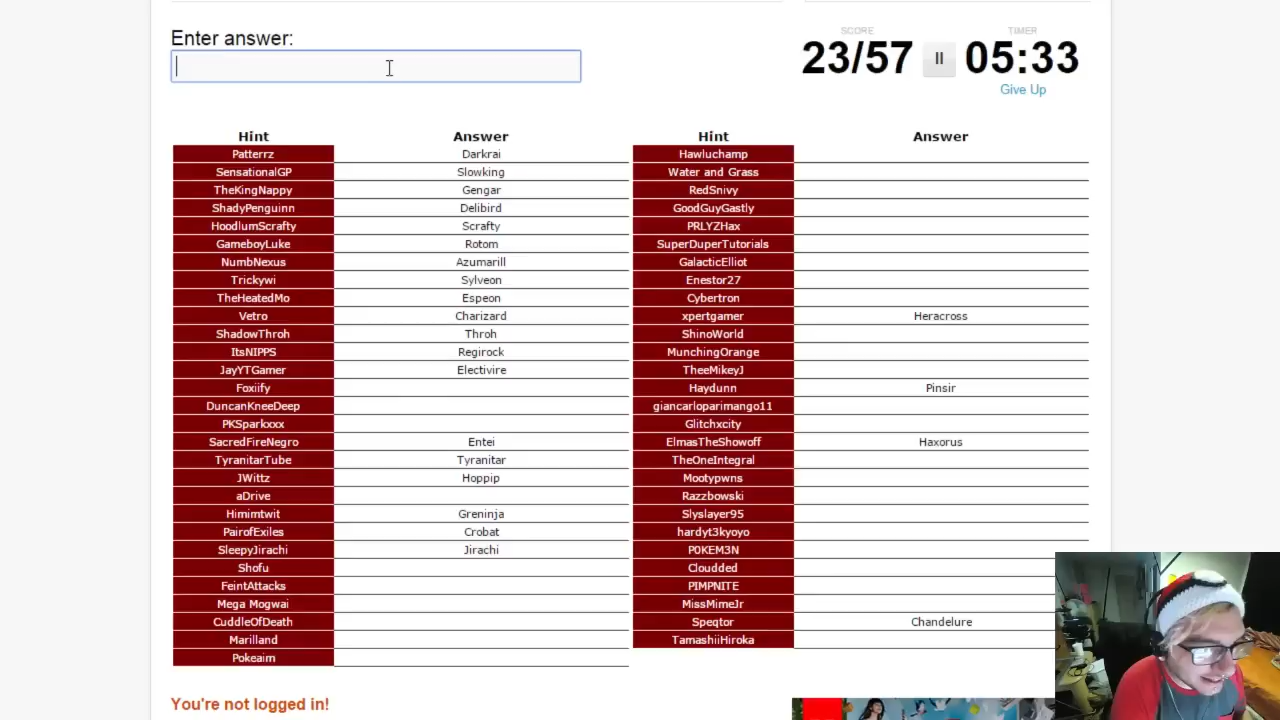 Enter answer:
SCORE
TIMER
23/57
05:33
Give Up
Hint Answer Hint Answer
Patterrz Darkrai Hawluchamp
SensationalGP Slowking Water and Grass
TheKingNappy Gengar RedSnivy
ShadyPenguinn Delibird GoodGuyGastly
HoodlumScrafty Scrafty PRLYZHax
GameboyLuke Rotom SuperDuperTutorials
NumbNexus Azumarill GalacticElliot
Trickywi Sylveon Enestor27
TheHeatedMo Espeon Cybertron
Vetro Charizard xpertgamer Heracross
ShadowThroh Throh ShinoWorld
ItsNIPPS Regirock MunchingOrange
JayYTGamer Electivire TheeMikeyJ
Foxiify Haydunn Pinsir
DuncanKneeDeep giancarloparimango11
PKSparkxxx Glitchxcity
SacredFireNegro Entei ElmasTheShowoff Haxorus
TyranitarTube Tyranitar TheOneIntegral
JWittz Hoppip Mootypwns
aDrive Razzbowski
Himimtwit Greninja Slyslayer95
PairofExiles Crobat hardyt3kyoyo
SleepyJirachi Jirachi P0KEM3N
Shofu Cloudded
FeintAttacks PIMPNITE
Mega Mogwai MissMimeJr
CuddleOfDeath Speqtor Chandelure
Marilland TamashiiHiroka
Pokeaim
You're not logged in!